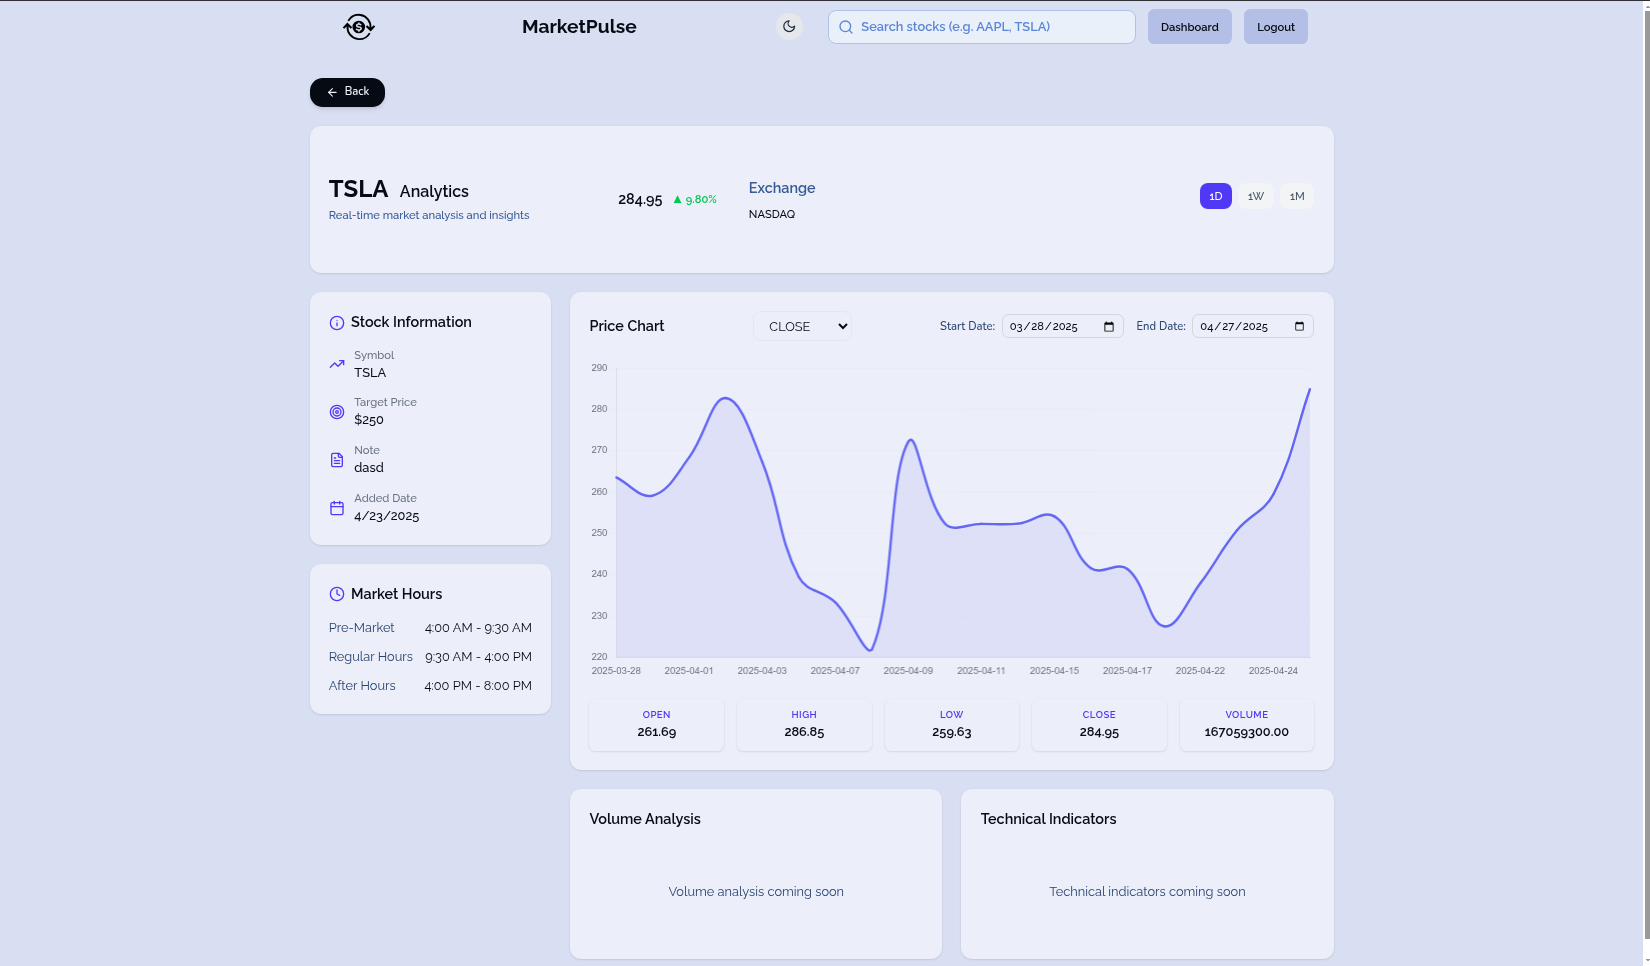 MarketPulse
Search stocks (e.g. AAPL, TSLA)
Dashboard
Logout
Back
TSLA Analytics
Real-time market analysis and insights
284.95 ▲ 9.80%
Exchange
NASDAQ
1D 1W 1M
Stock Information
Symbol
TSLA
Target Price
$250
Note
dasd
Added Date
4/23/2025
Market Hours
Pre-Market 4:00 AM - 9:30 AM
Regular Hours 9:30 AM - 4:00 PM
After Hours 4:00 PM - 8:00 PM
Price Chart
CLOSE
Start Date: 03/28/2025
End Date: 04/27/2025
290
280
270
260
250
240
230
220
2025-03-28 2025-04-01 2025-04-03 2025-04-07 2025-04-09 2025-04-11 2025-04-15 2025-04-17 2025-04-22 2025-04-24
OPEN
261.69
HIGH
286.85
LOW
259.63
CLOSE
284.95
VOLUME
167059300.00
Volume Analysis
Volume analysis coming soon
Technical Indicators
Technical indicators coming soon